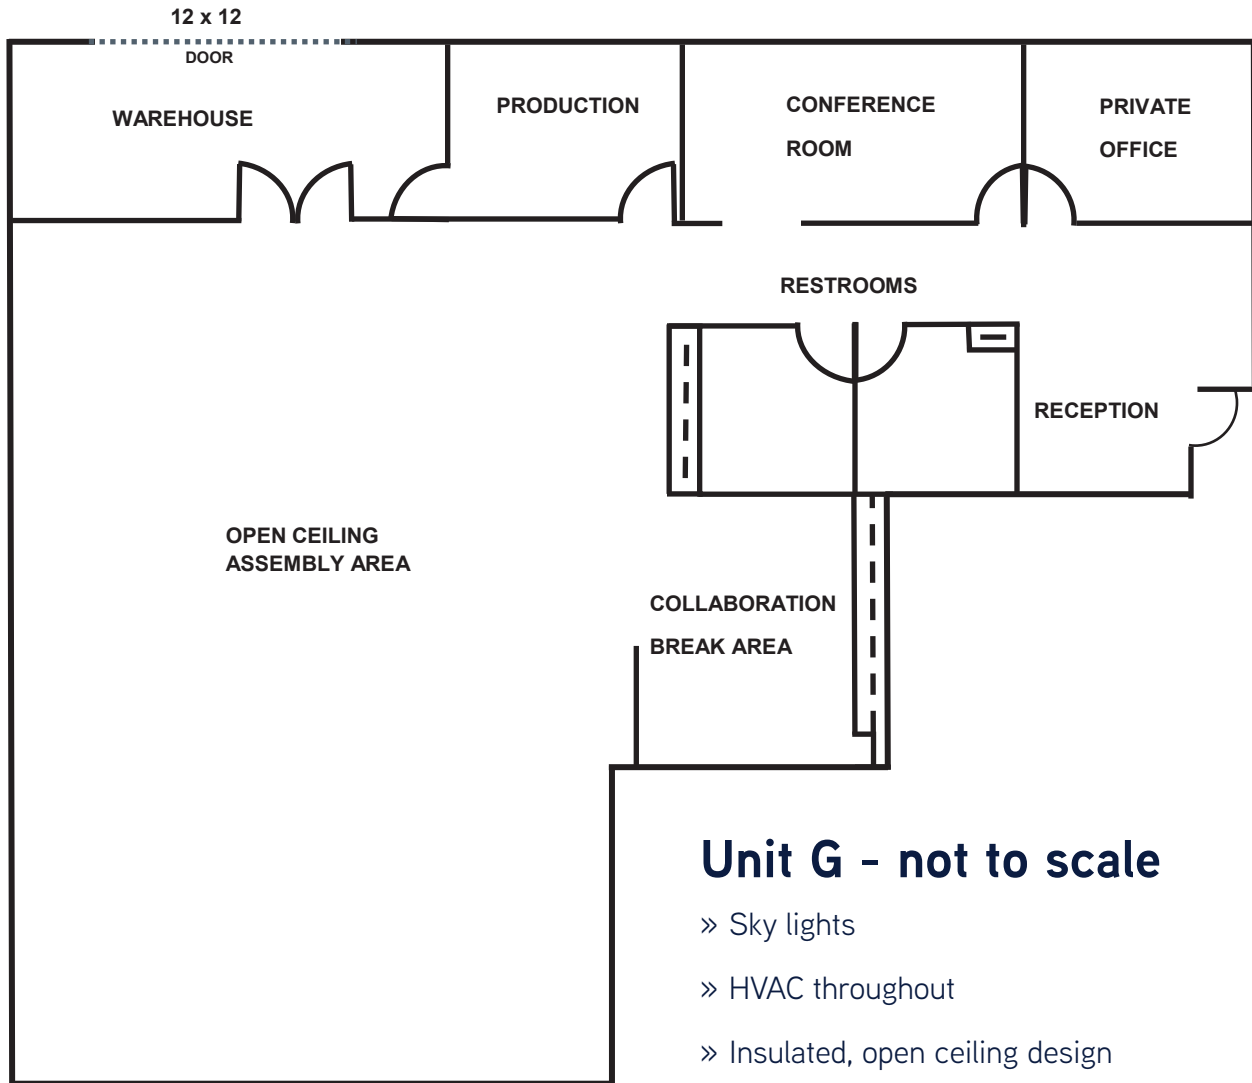 12 x 12
DOOR
WAREHOUSE
PRODUCTION
CONFERENCE
ROOM
PRIVATE
OFFICE
RESTROOMS
RECEPTION
OPEN CEILING
ASSEMBLY AREA
COLLABORATION
BREAK AREA
Unit G - not to scale
» Sky lights
» HVAC throughout
» Insulated, open ceiling design